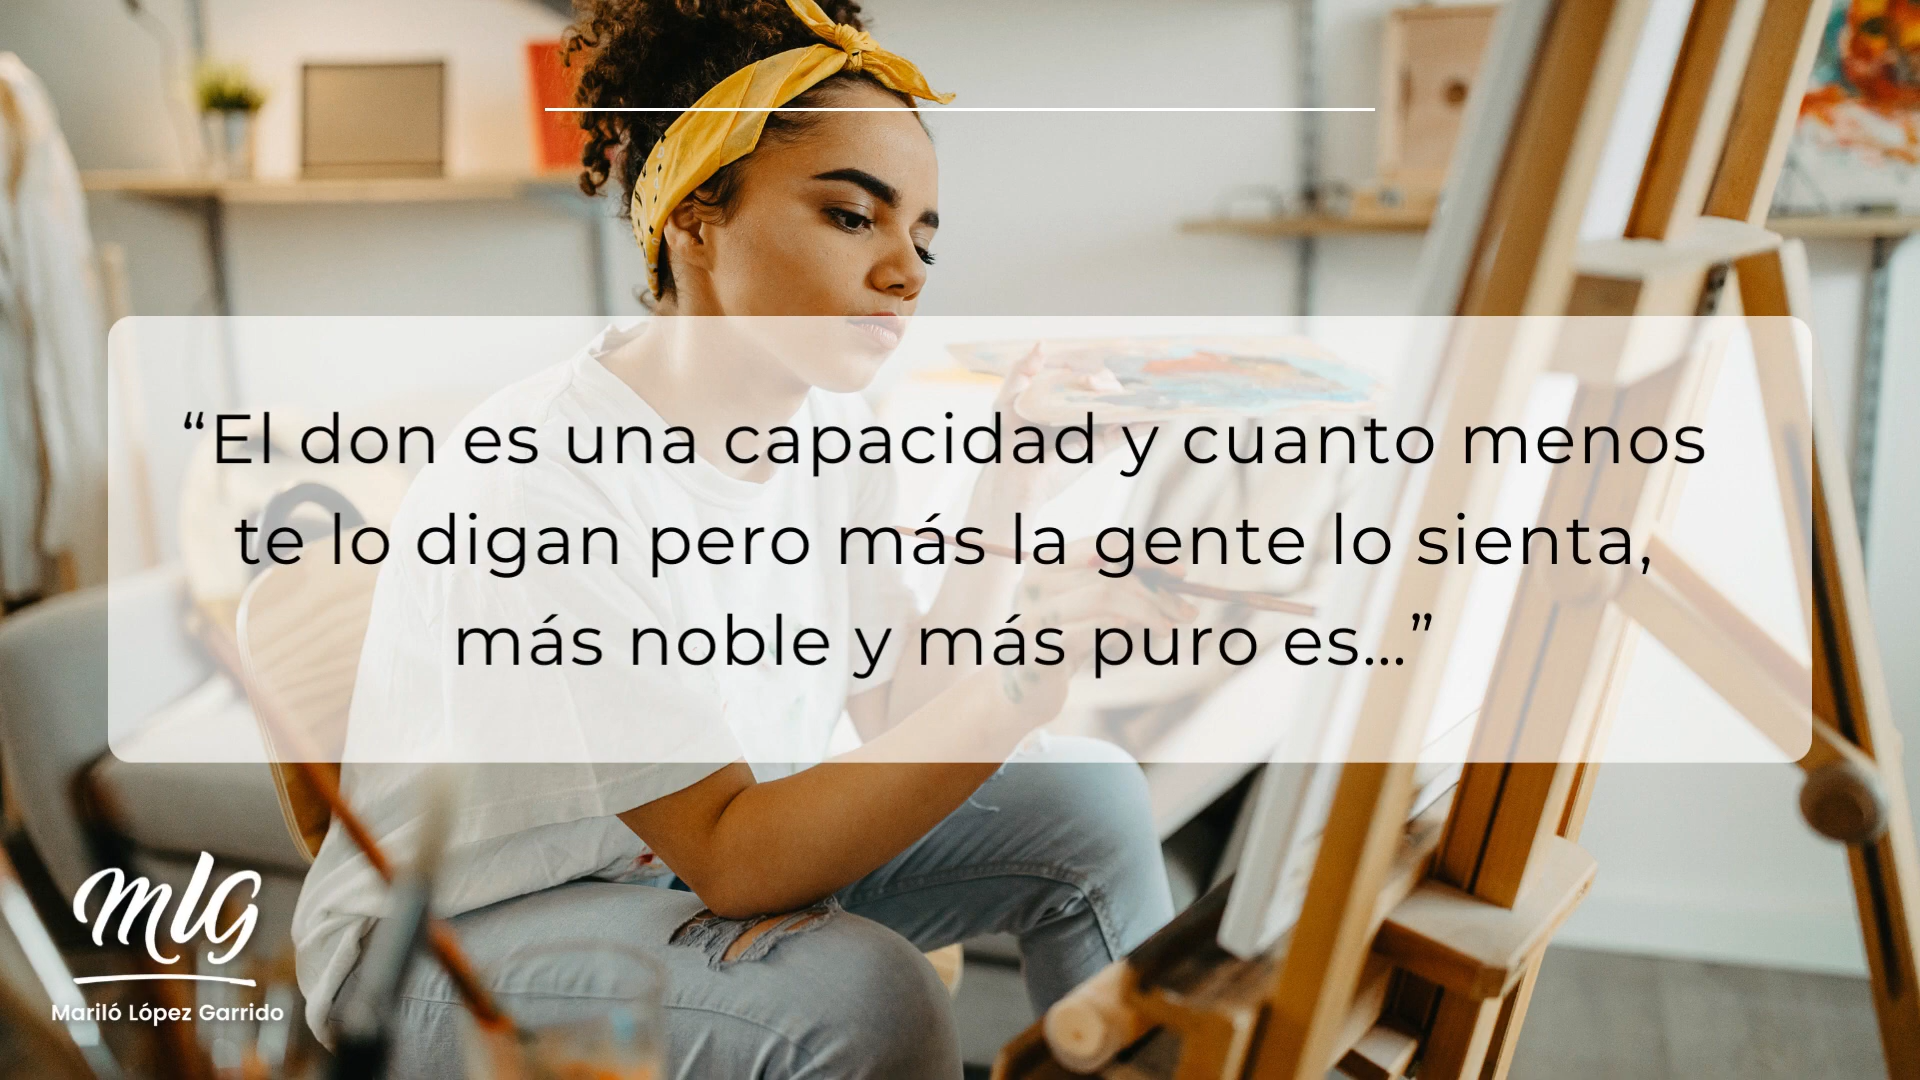 “El don es una capacidad y cuanto menos
te lo digan pero más la gente lo sienta,
más noble y más puro es...”
MLG
Mariló López Garrido